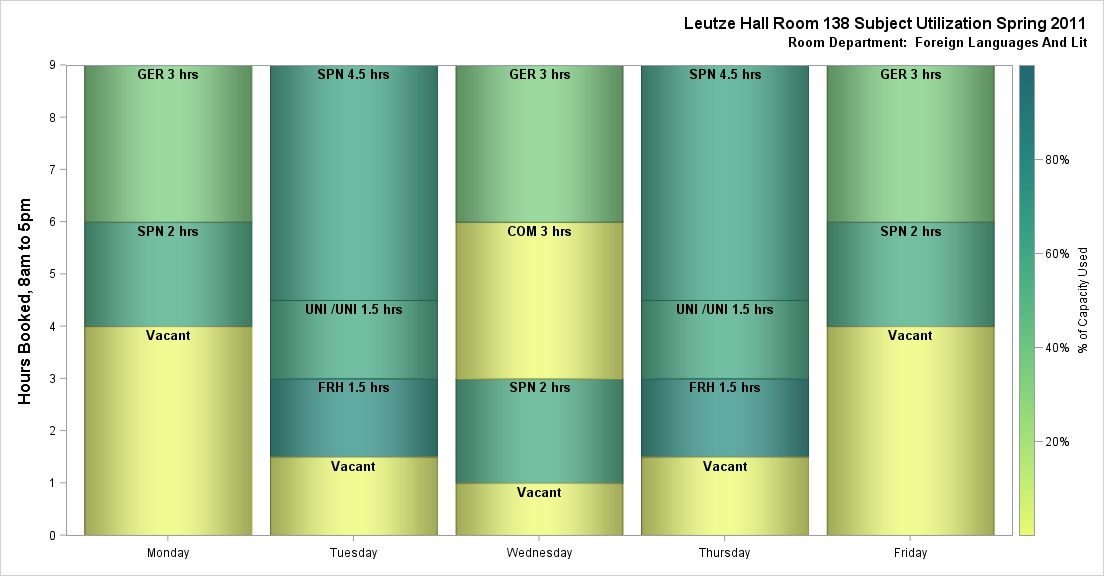 Leutze Hall Room 138 Subject Utilization Spring 2011
Room Department:  Foreign Languages And Lit
Hours Booked, 8am to 5pm
9
8
7
6
5
4
3
2
1
0
GER 3 hrs
SPN 2 hrs
Vacant
SPN 4.5 hrs
UNI /UNI 1.5 hrs
FRH 1.5 hrs
Vacant
GER 3 hrs
COM 3 hrs
SPN 2 hrs
Vacant
SPN 4.5 hrs
UNI /UNI 1.5 hrs
FRH 1.5 hrs
Vacant
GER 3 hrs
SPN 2 hrs
Vacant
Monday
Tuesday
Wednesday
Thursday
Friday
80%
60%
40%
20%
% of Capacity Used